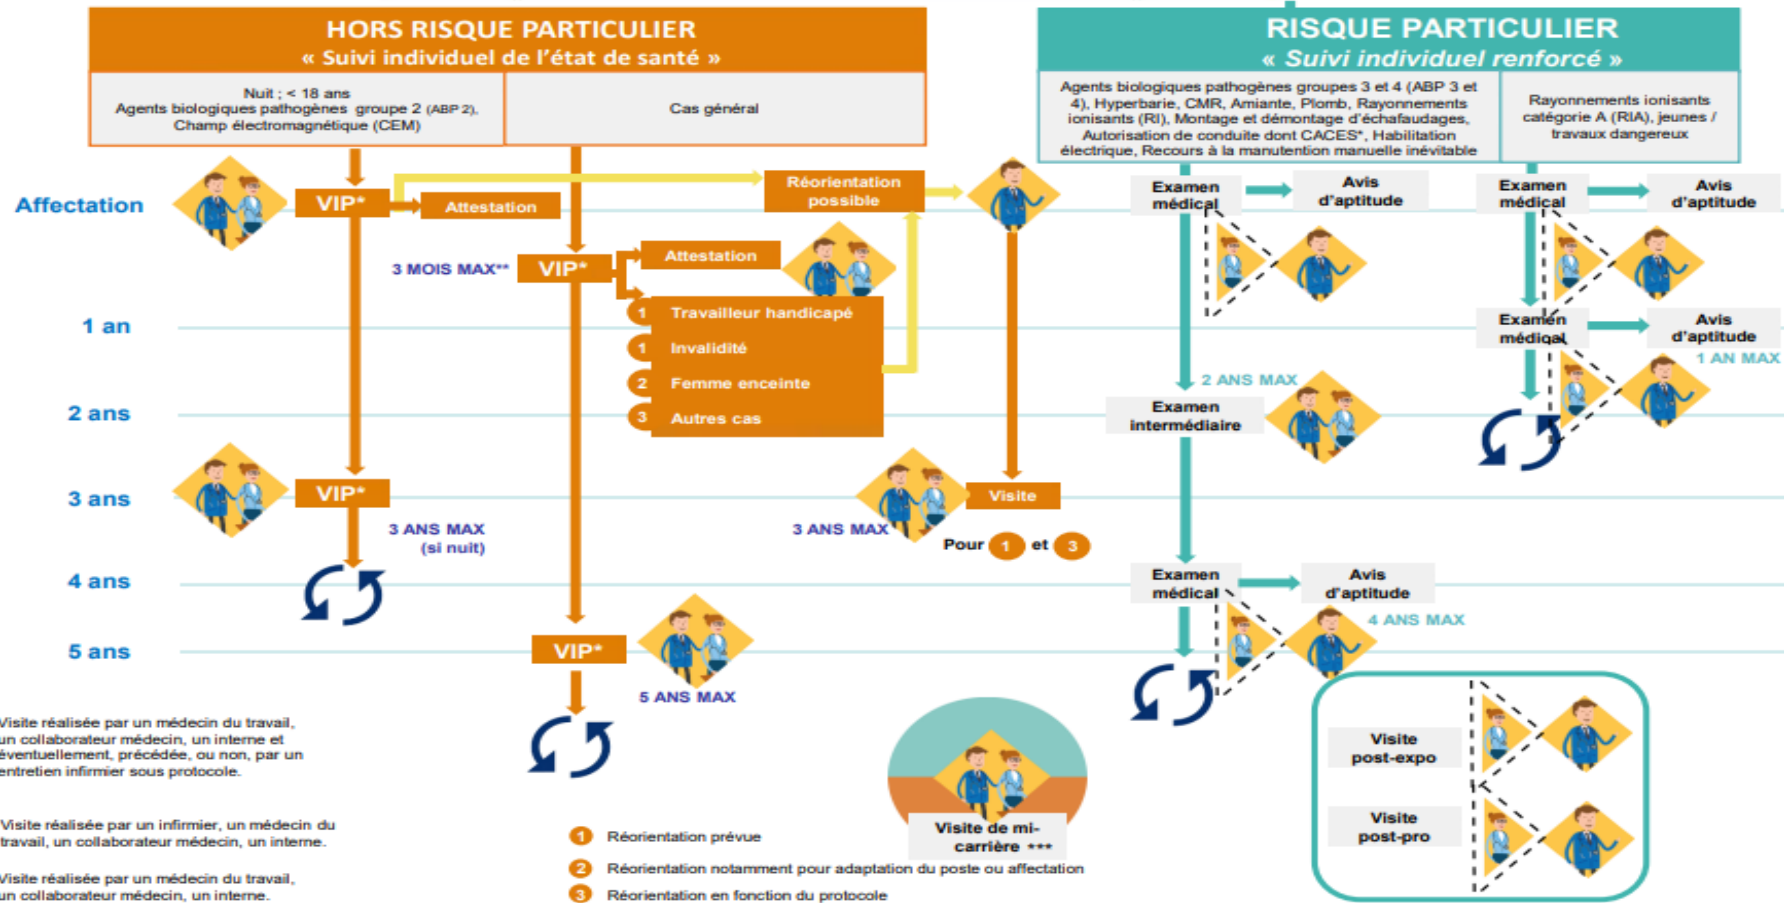 HORS RISQUE PARTICULIER
« Suivi individuel de l'état de santé »
Nuit ; < 18 ans
Agents biologiques pathogènes groupe 2 (ABP 2),
Champ électromagnétique (CEM)
Cas général
RISQUE PARTICULIER
« Suivi individuel renforcé »
Agents biologiques pathogènes groupes 3 et 4 (ABP 3 et
4), Hyperbarie, CMR, Amiante, Plomb, Rayonnements
ionisants (RI), Montage et démontage d'échafaudages,
Autorisation de conduite dont CACES*, Habilitation
électrique, Recours à la manutention manuelle inévitable
Rayonnements ionisants
catégorie A (RIA), jeunes /
travaux dangereux
Affectation
VIP*
Attestation
Réorientation
possible
Examen
médical
Avis
d'aptitude
Examen
médical
Avis
d'aptitude
3 MOIS MAX**
VIP*
Attestation
1 an
1 Travailleur handicapé
1 Invalidité
2 Femme enceinte
3 Autres cas
Examen
médical
Avis
d'aptitude
1 AN MAX
2 ANS MAX
2 ans
Examen
intermédiaire
3 ans
VIP*
3 ANS MAX
(si nuit)
3 ANS MAX
Visite
Pour 1 et 3
4 ans
Examen
médical
Avis
d'aptitude
4 ANS MAX
5 ans
VIP*
5 ANS MAX
Visite réalisée par un médecin du travail,
un collaborateur médecin, un interne et
éventuellement, précédée, ou non, par un
entretien infirmier sous protocole.
Visite réalisée par un infirmier, un médecin du
travail, un collaborateur médecin, un interne.
Visite réalisée par un médecin du travail,
un collaborateur médecin, un interne.
1 Réorientation prévue
2 Réorientation notamment pour adaptation du poste ou affectation
3 Réorientation en fonction du protocole
Visite de mi-
carrière ***
Visite
post-expo
Visite
post-pro